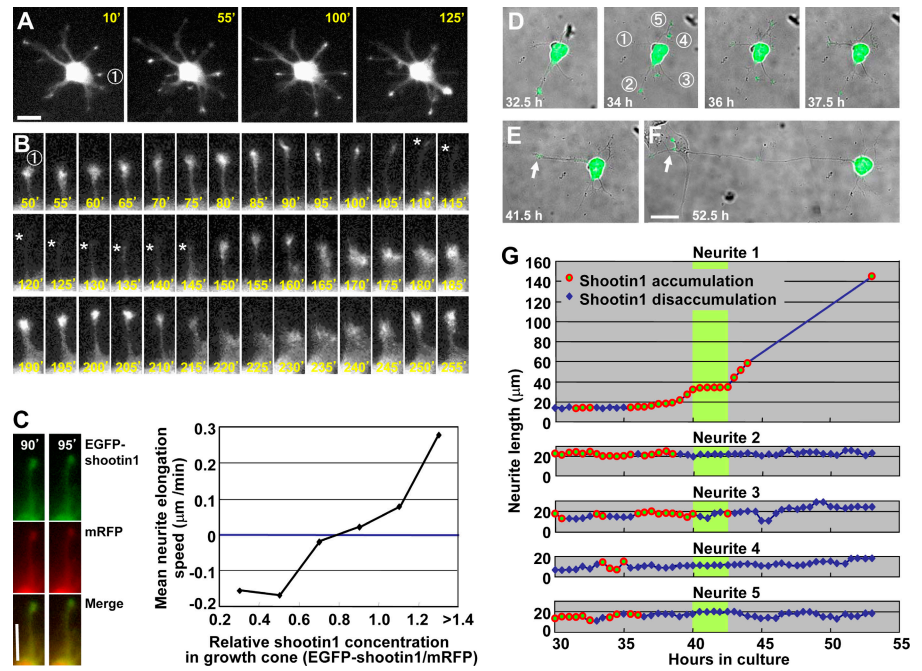 A
10'
55'
100'
125'
①
B
①
50' 55' 60' 65' 70' 75' 80' 85' 90' 95' 100' 105' 110' 115'
* *
120' 125' 130' 135' 140' 145' 150' 155' 160' 165' 170' 175' 180' 185'
* * * * * *
190' 195' 200' 205' 210' 215' 220' 225' 230' 235' 240' 245' 250' 255'
C
90' 95'
EGFP-
shootin1
mRFP
Merge
Mean neurite elongation
speed (μm /min)
0.3
0.2
0.1
0
-0.1
-0.2
0.2 0.4 0.6 0.8 1.0 1.2 >1.4
Relative shootin1 concentration
in growth cone (EGFP-shootin1/mRFP)
D
32.5 h
34 h
① ② ③ ④ ⑤
36 h
37.5 h
E
41.5 h
F
52.5 h
G
Neurite 1
Shootin1 accumulation
Shootin1 disaccumulation
160
140
120
100
80
60
40
20
0
Neurite length (μm)
Neurite 2
20
0
Neurite 3
20
0
Neurite 4
20
0
Neurite 5
20
0
30 35 40 45 50 55
Hours in culture